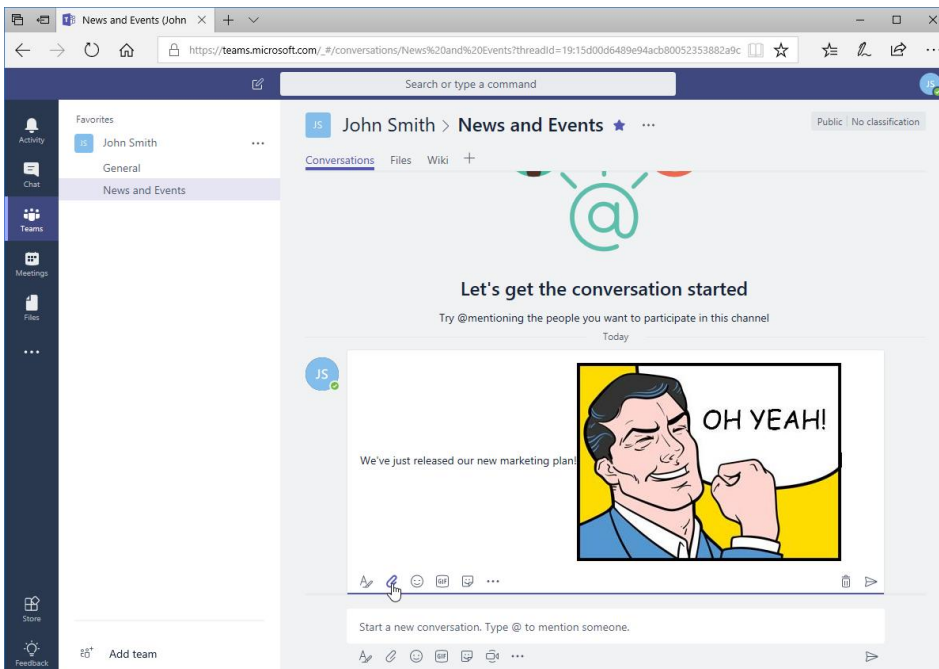 News and Events (John
https://teams.microsoft.com/_#/conversations/News%20and%20Events?threadId=19:15d00d6489e94acb80052353882a9c
Search or type a command
JS
Activity
Chat
Teams
Meetings
Files
Store
Feedback
Favorites
JS John Smith
General
News and Events
Add team
JS John Smith > News and Events
Public No classification
Conversations Files Wiki
@
Let's get the conversation started
Try @mentioning the people you want to participate in this channel
Today
JS
OH YEAH!
We've just released our new marketing plan!
GIF
Start a new conversation. Type @ to mention someone.
GIF